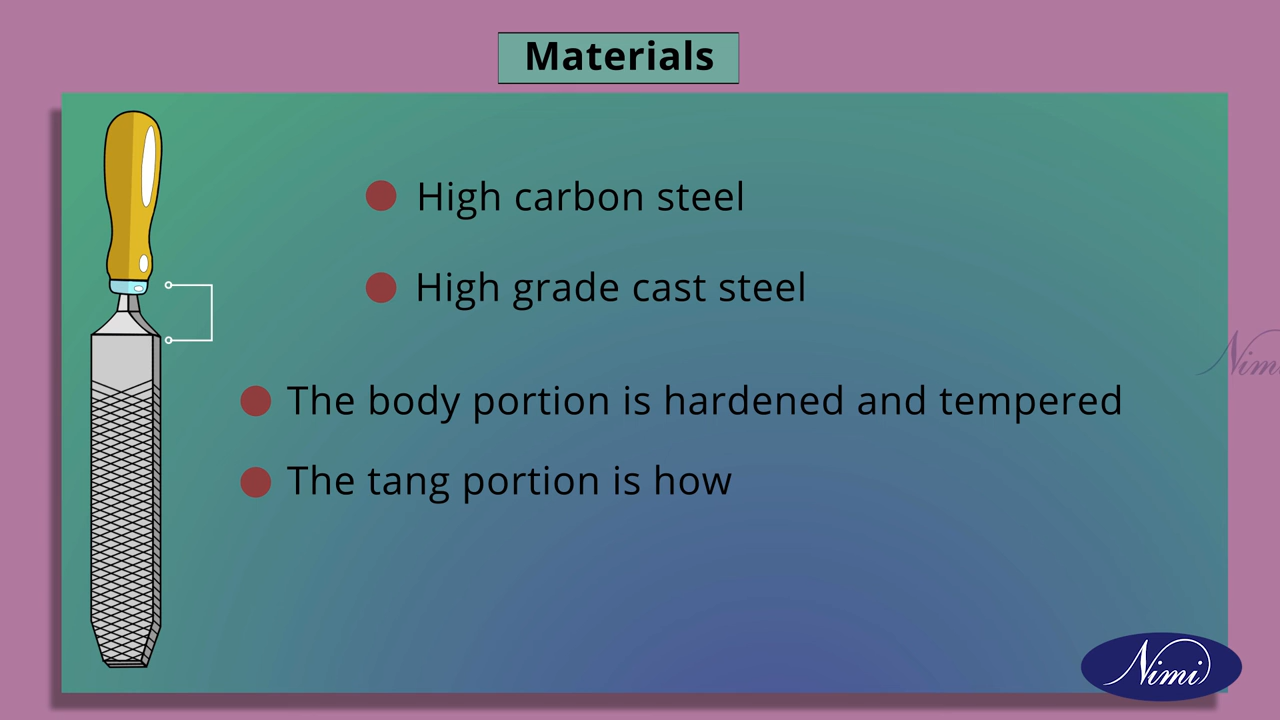 Materials
High carbon steel
High grade cast steel
The body portion is hardened and tempered
The tang portion is how
Nimi
Nimi